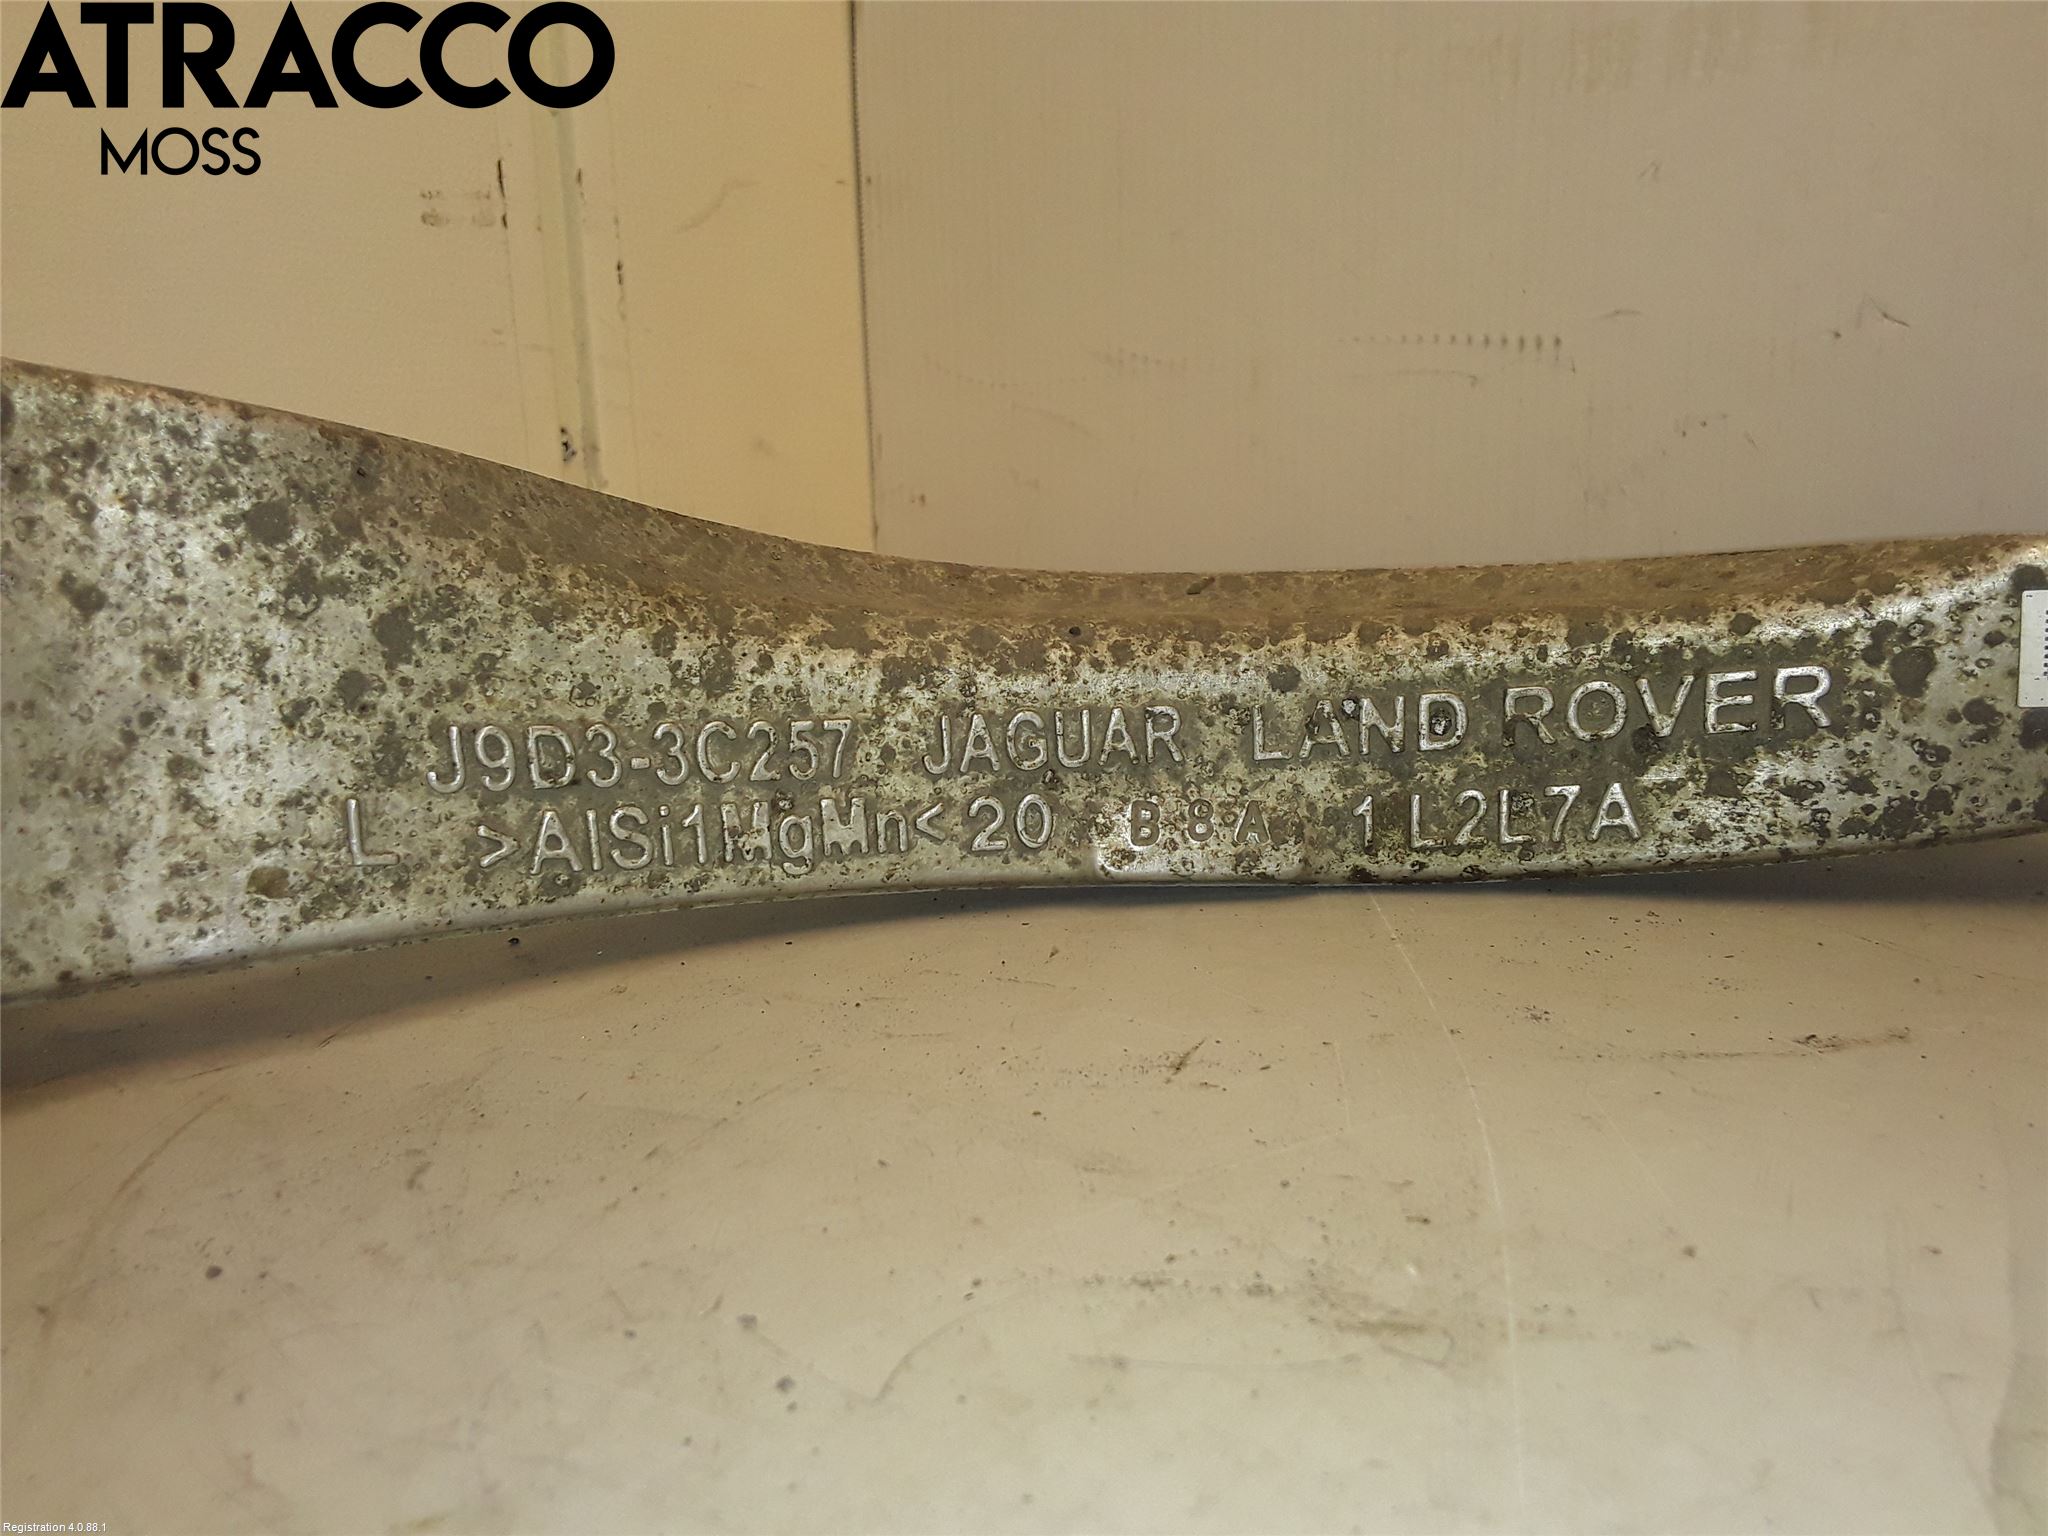 ATRACCO
MOSS
J9D3-3C257 JAGUAR LAND ROVER
L >AlSi1MgMn< 20 B8A 1L2L7A
Registration 4.0.88.1